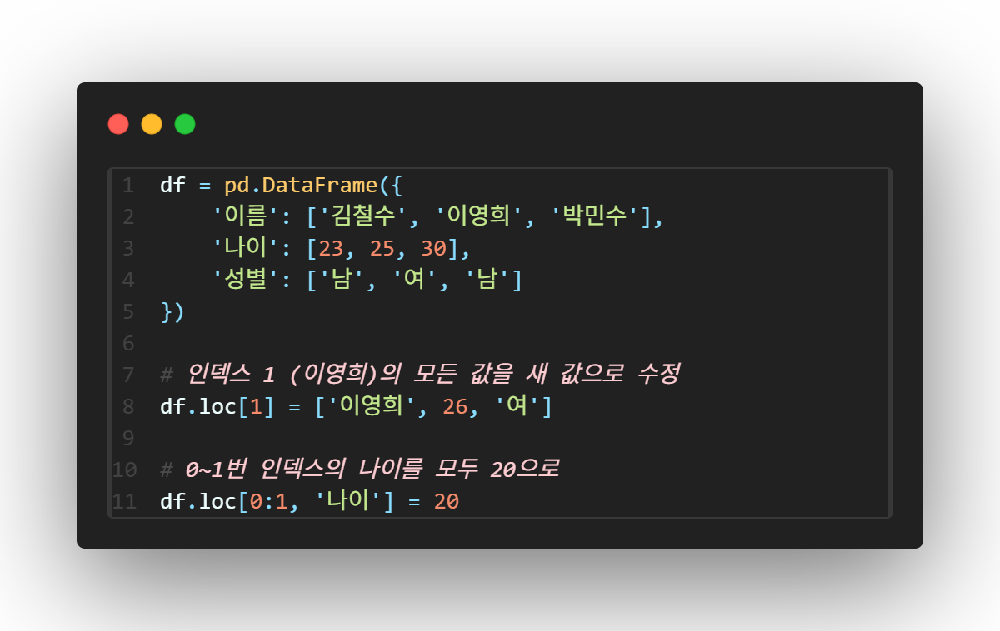 1 df = pd.DataFrame({
2     '이름': ['김철수', '이영희', '박민수'],
3     '나이': [23, 25, 30],
4     '성별': ['남', '여', '남']
5 })
6
7 # 인덱스 1 (이영희)의 모든 값을 새 값으로 수정
8 df.loc[1] = ['이영희', 26, '여']
9
10 # 0~1번 인덱스의 나이를 모두 20으로
11 df.loc[0:1, '나이'] = 20